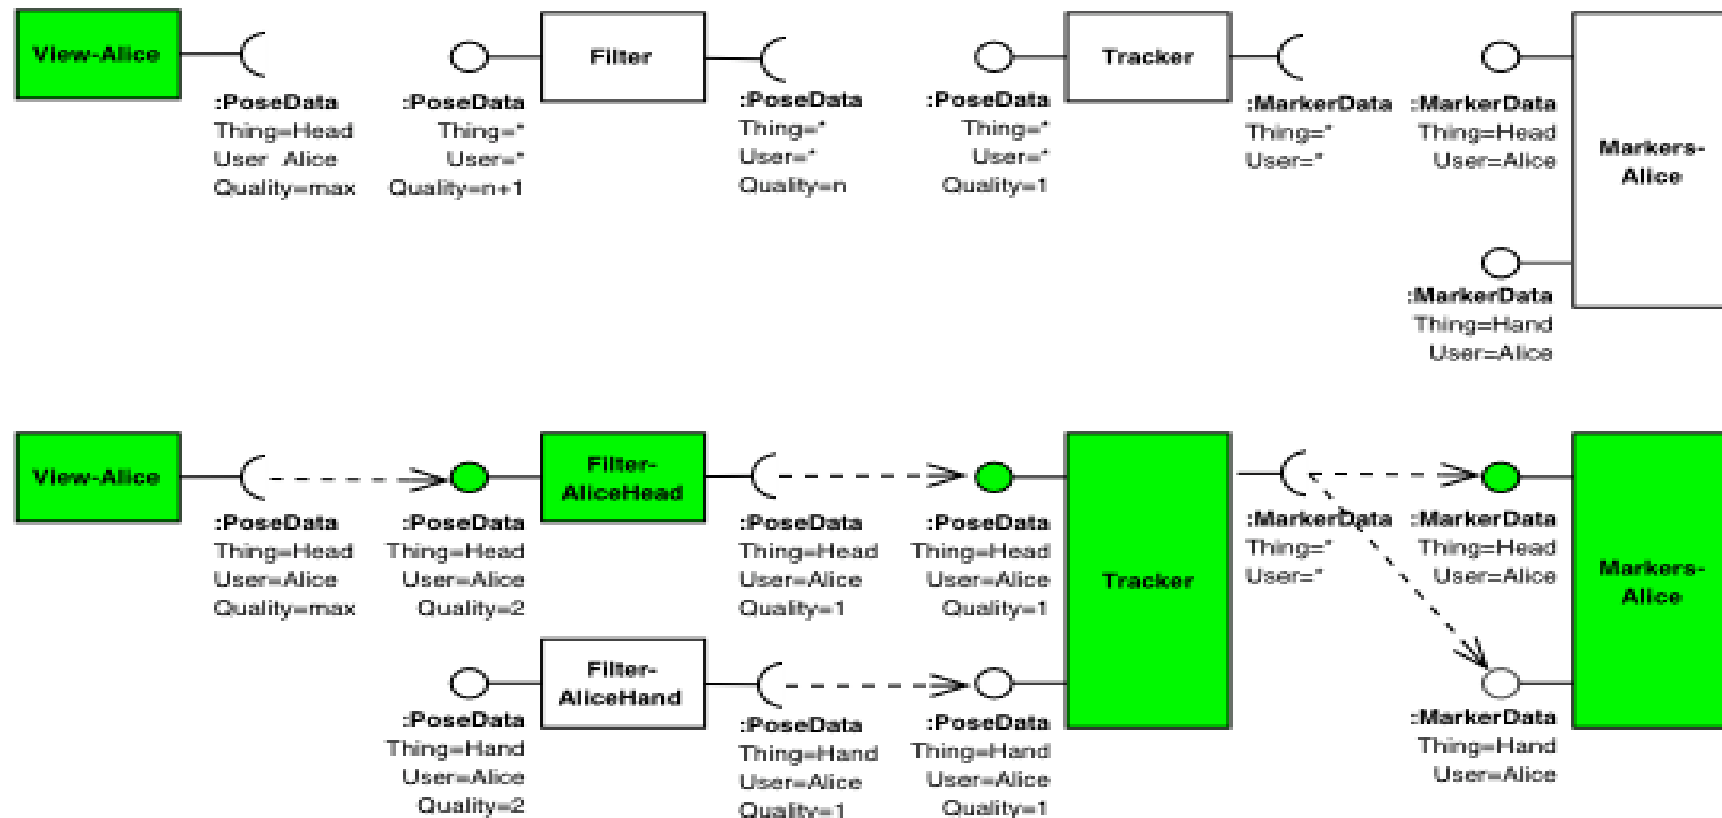 View-Alice
:PoseData
Thing=Head
User Alice
Quality=max
:PoseData
Thing=*
User=*
Quality=n+1
Filter
:PoseData
Thing=*
User=*
Quality=n
:PoseData
Thing=*
User=*
Quality=1
Tracker
:MarkerData
Thing=*
User=*
:MarkerData
Thing=Head
User=Alice
Markers-
Alice
:MarkerData
Thing=Hand
User=Alice
View-Alice
:PoseData
Thing=Head
User=Alice
Quality=max
:PoseData
Thing=Head
User=Alice
Quality=2
Filter-
AliceHead
:PoseData
Thing=Head
User=Alice
Quality=1
:PoseData
Thing=Head
User=Alice
Quality=1
Tracker
:MarkerData
Thing=*
User=*
:MarkerData
Thing=Head
User=Alice
Markers-
Alice
:PoseData
Thing=Hand
User=Alice
Quality=2
Filter-
AliceHand
:PoseData
Thing=Hand
User=Alice
Quality=1
:PoseData
Thing=Hand
User=Alice
Quality=1
:MarkerData
Thing=Hand
User=Alice